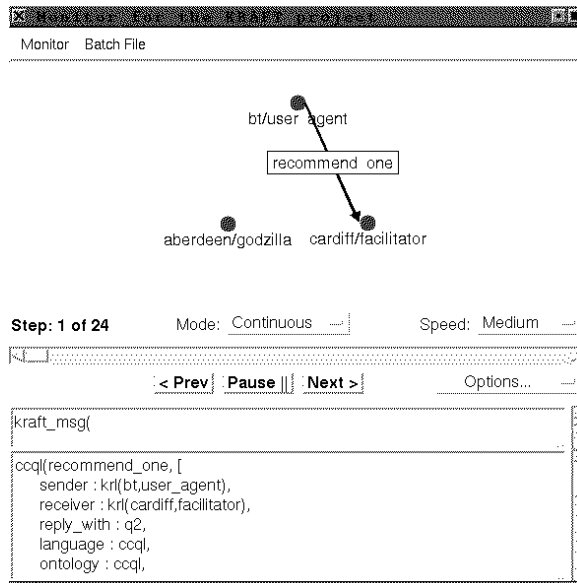 Monitor for the KRAFT project
Monitor Batch File
bt/user_agent
recommend_one
aberdeen/godzilla cardiff/facilitator
Step: 1 of 24 Mode: Continuous Speed: Medium
< Prev Pause || Next > Options...
kraft_msg(
ccql(recommend_one, [
sender : krl(bt,user_agent),
receiver : krl(cardiff,facilitator),
reply_with : q2,
language : ccql,
ontology : ccql,